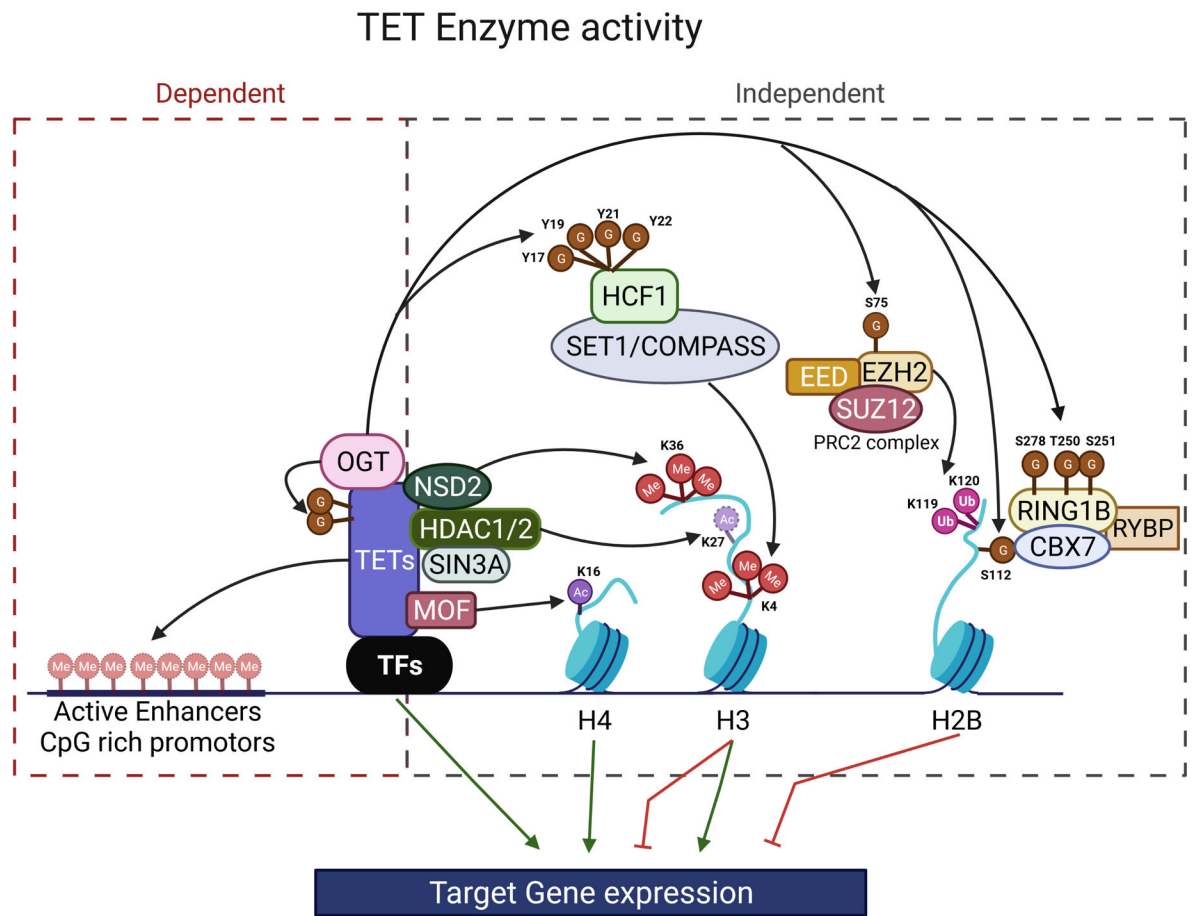 TET Enzyme activity
Dependent
Independent
Y17
Y19
Y21
Y22
G
G
G
G
HCF1
SET1/COMPASS
S75
G
EED
EZH2
SUZ12
PRC2 complex
S278
T250
S251
G
G
G
RING1B
RYBP
CBX7
K120
K119
Ub
Ub
G
S112
OGT
G
G
TETs
NSD2
HDAC1/2
SIN3A
MOF
TFs
K36
Me
Me
Me
Ac
K27
Me
Me
Me
K4
K16
Ac
Me
Me
Me
Me
Me
Me
Me
Me
Active Enhancers
CpG rich promotors
H4
H3
H2B
Target Gene expression